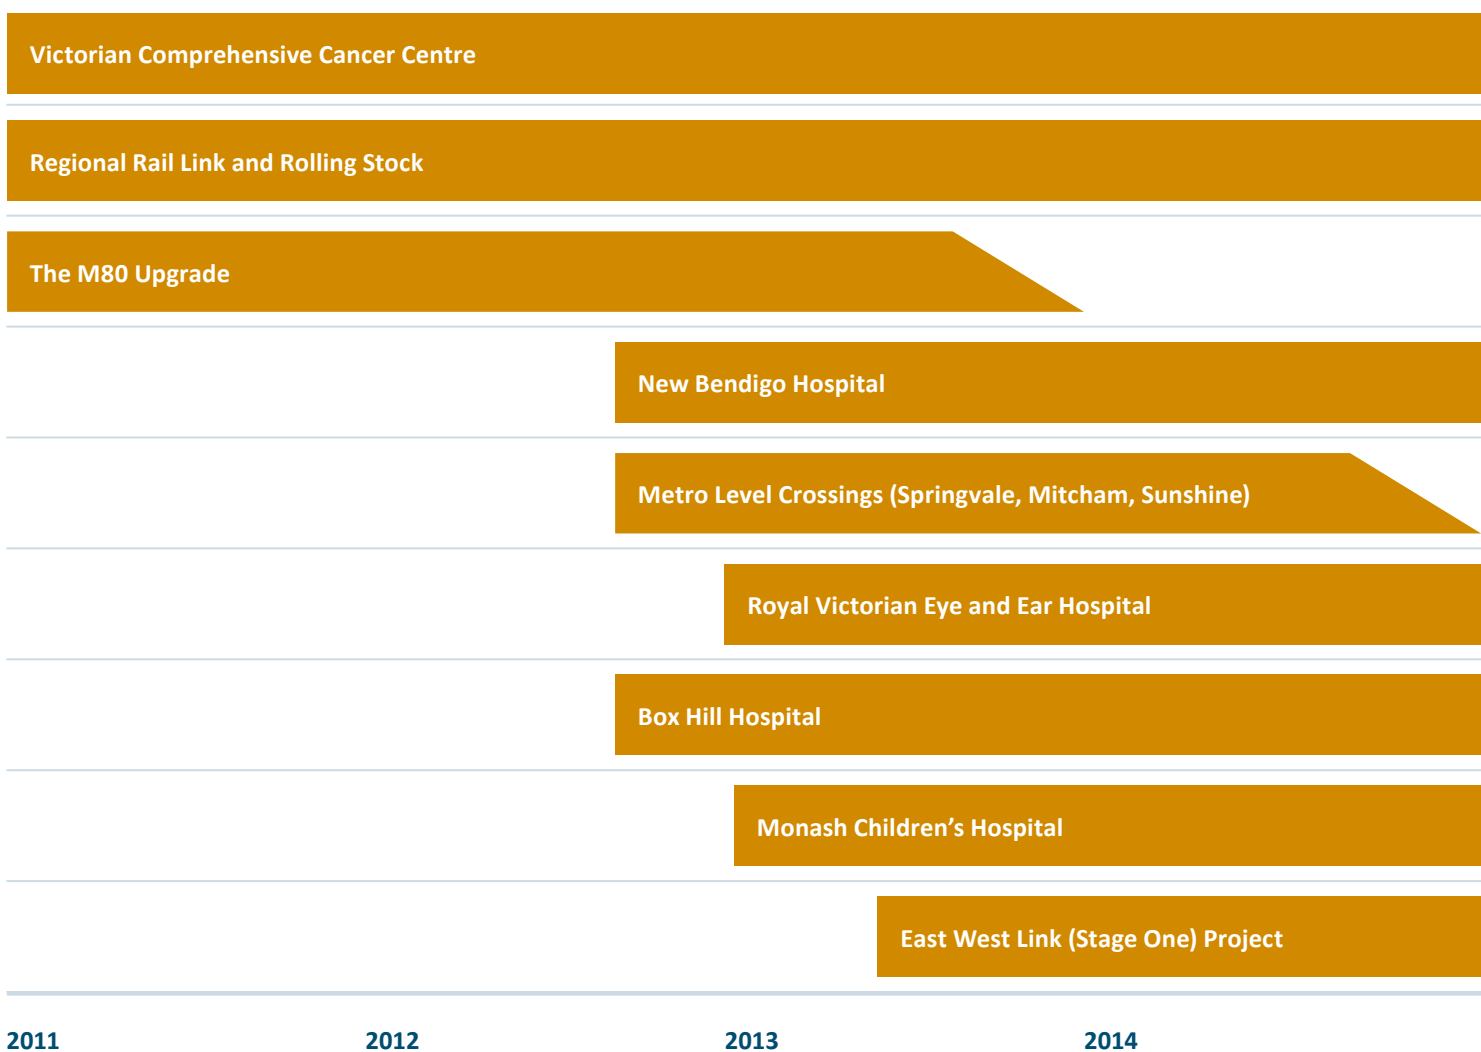 Victorian Comprehensive Cancer Centre
Regional Rail Link and Rolling Stock
The M80 Upgrade
New Bendigo Hospital
Metro Level Crossings (Springvale, Mitcham, Sunshine)
Royal Victorian Eye and Ear Hospital
Box Hill Hospital
Monash Children’s Hospital
East West Link (Stage One) Project
2011 2012 2013 2014